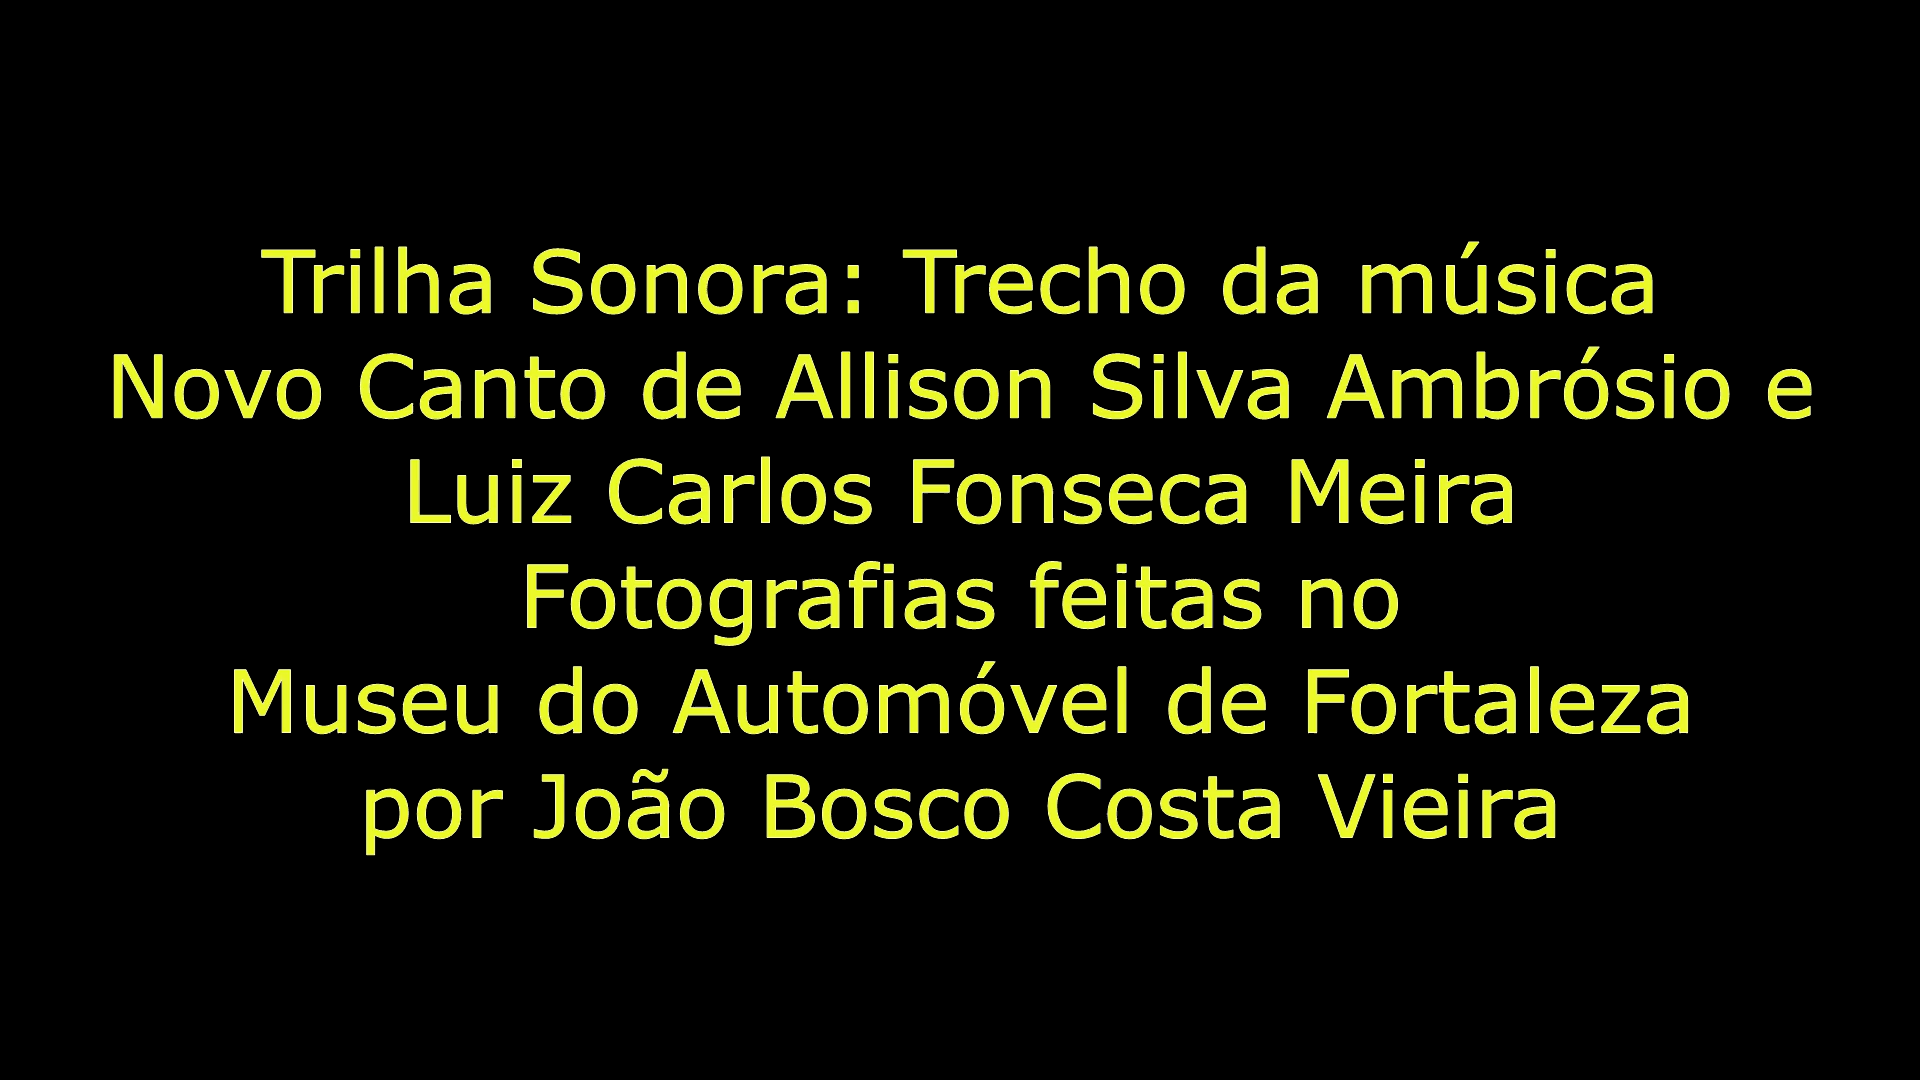 Trilha Sonora: Trecho da música
Novo Canto de Allison Silva Ambrósio e
Luiz Carlos Fonseca Meira
Fotografias feitas no
Museu do Automóvel de Fortaleza
por João Bosco Costa Vieira